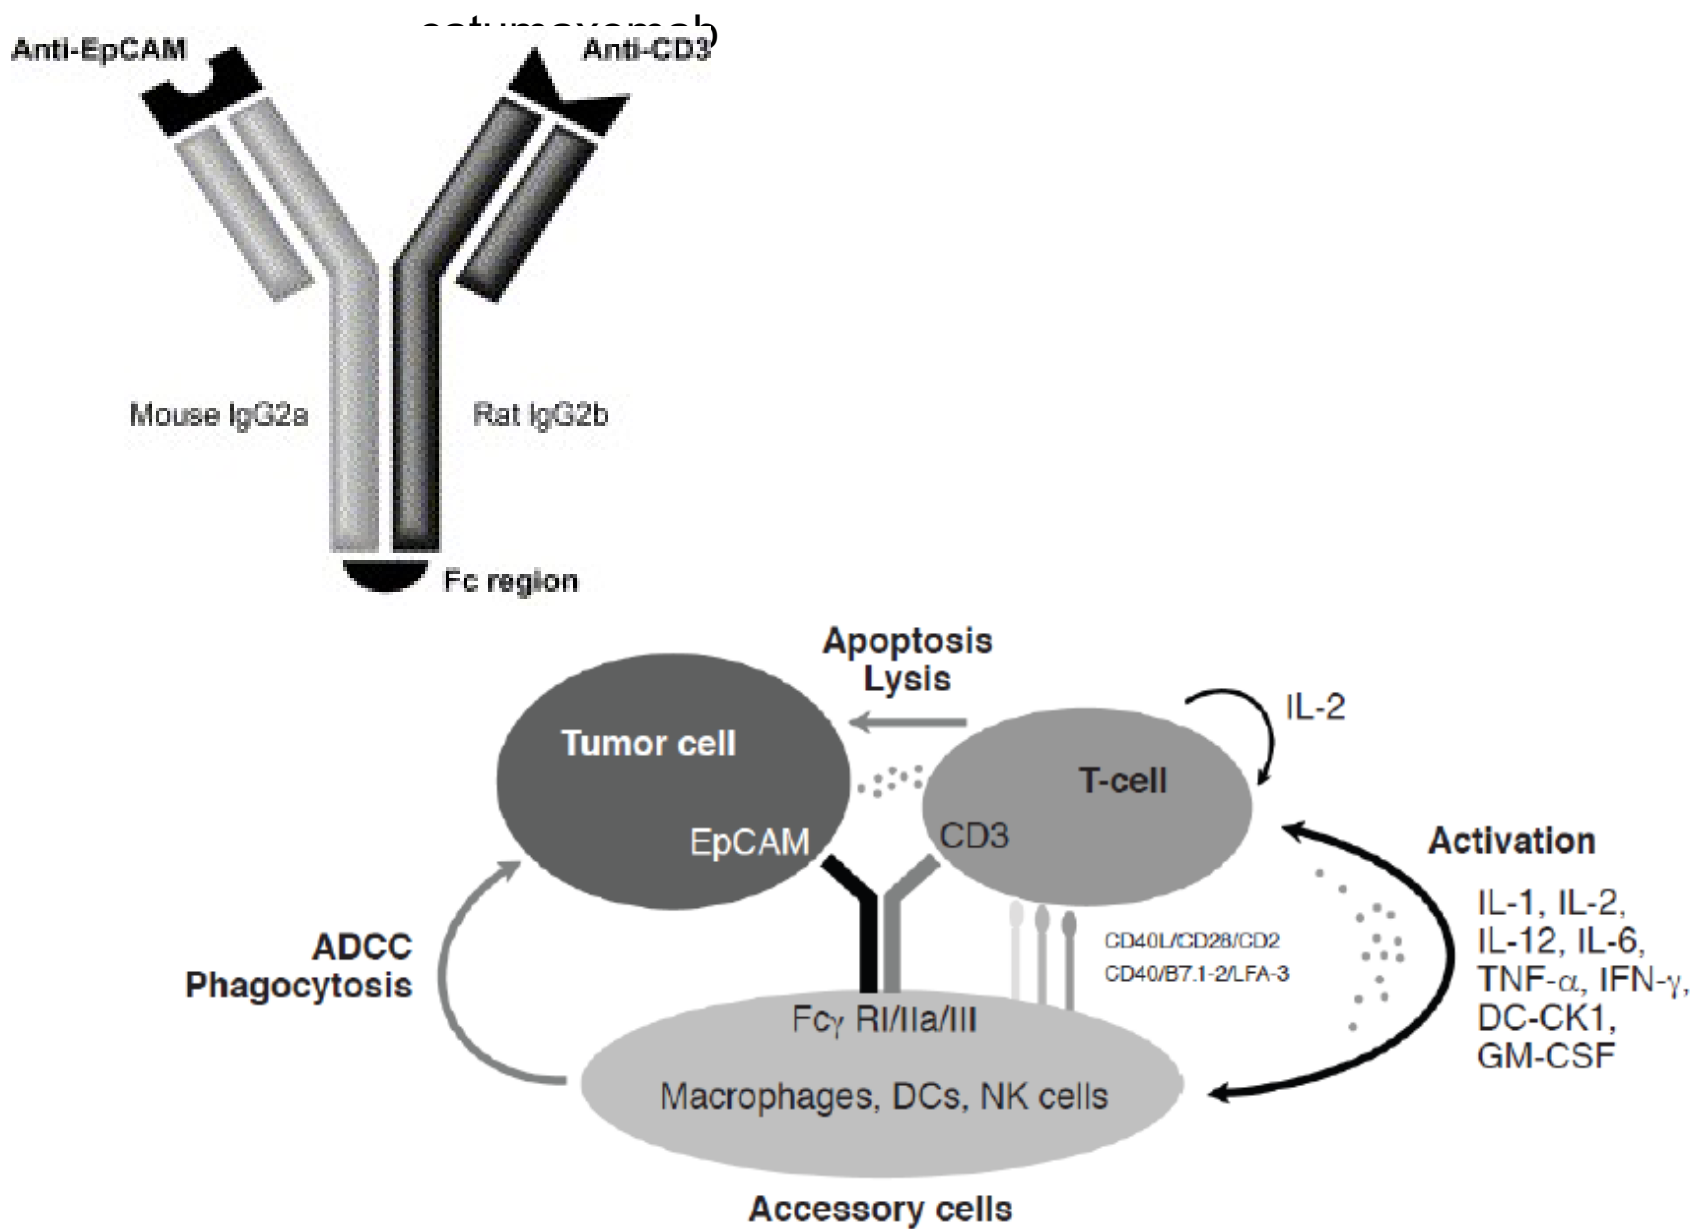 catumaxomab
Anti-EpCAM
Anti-CD3
Mouse IgG2a
Rat IgG2b
Fc region
Apoptosis
Lysis
IL-2
Tumor cell
T-cell
EpCAM
CD3
Activation
IL-1, IL-2,
IL-12, IL-6,
TNF-α, IFN-γ,
DC-CK1,
GM-CSF
ADCC
Phagocytosis
CD40L/CD28/CD2
CD40/B7.1-2/LFA-3
Fcγ RI/IIa/III
Macrophages, DCs, NK cells
Accessory cells